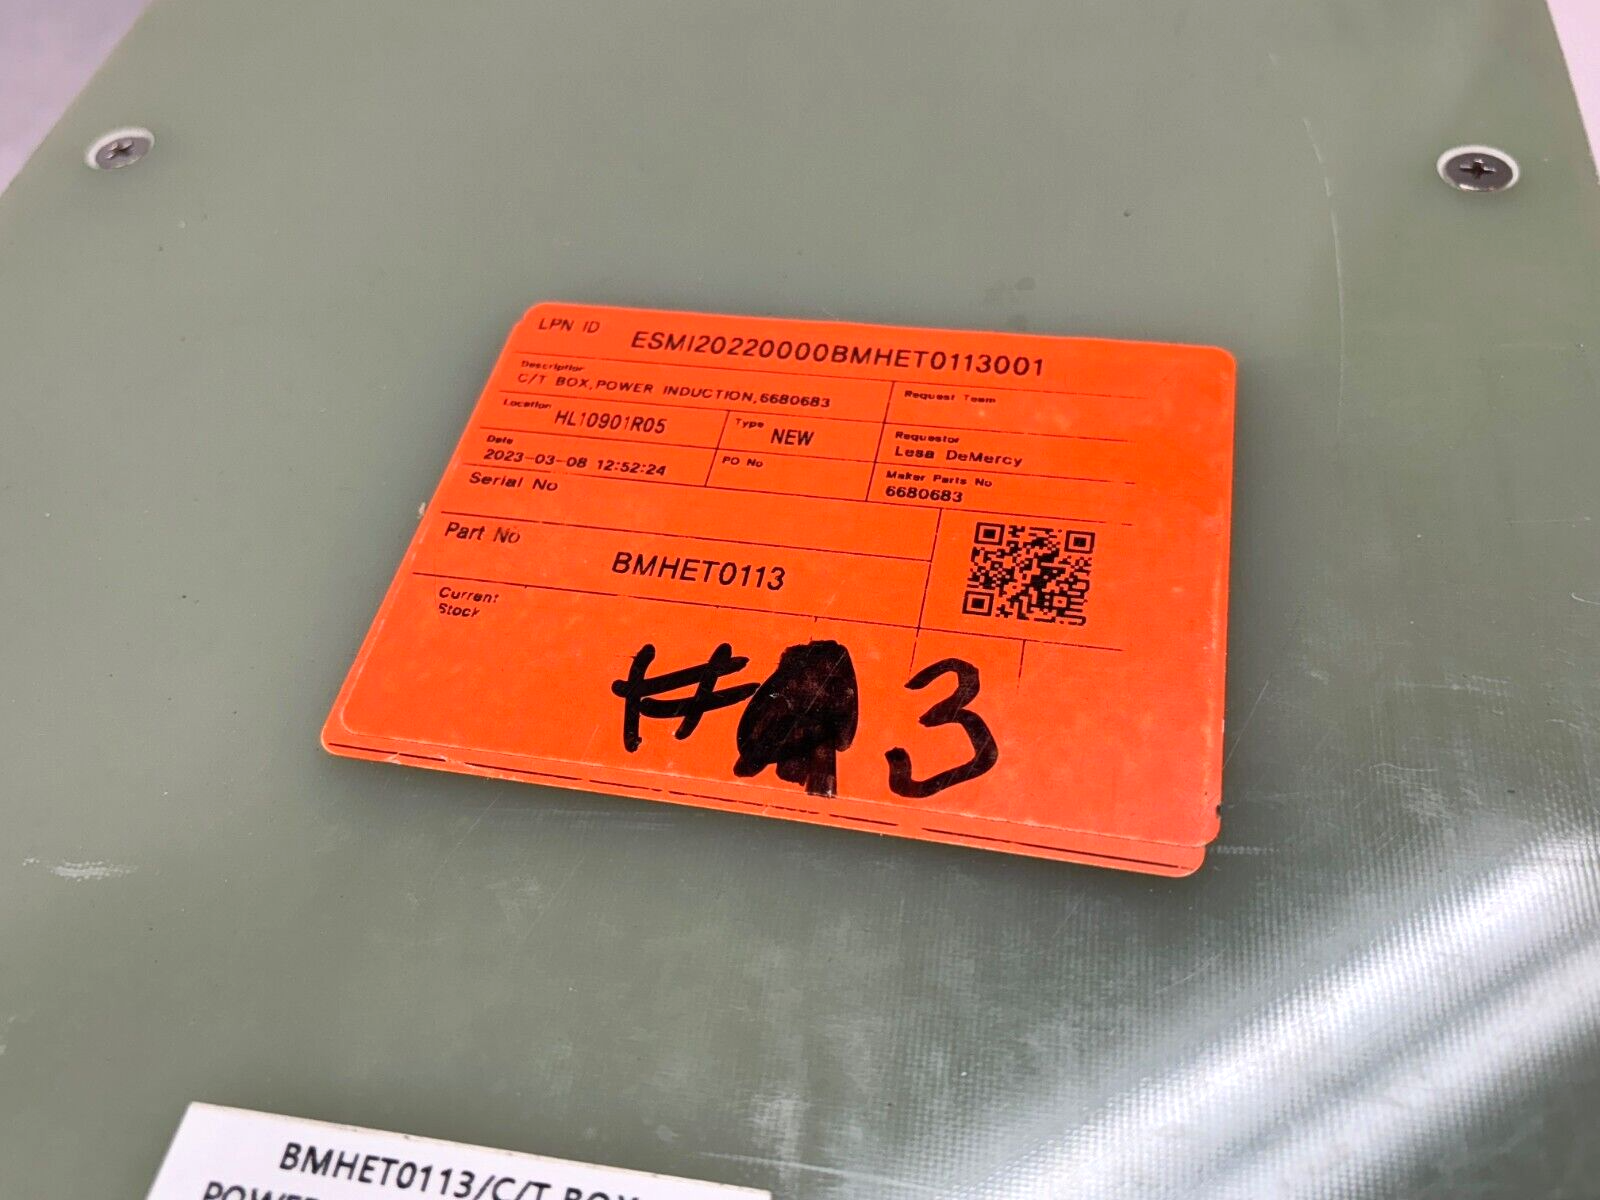 LPN ID
ESMI20220000BMHET0113001
Description
C/T BOX,POWER INDUCTION,6680683
Request Team
Location
HL10901R05
Type
NEW
Requestor
Lesa DeMercy
Date
2023-03-08 12:52:24
PO No
Maker Parts No
6680683
Serial No
Part No
BMHET0113
Current
Stock
# 3
BMHET0113/C/T BOX
POWER